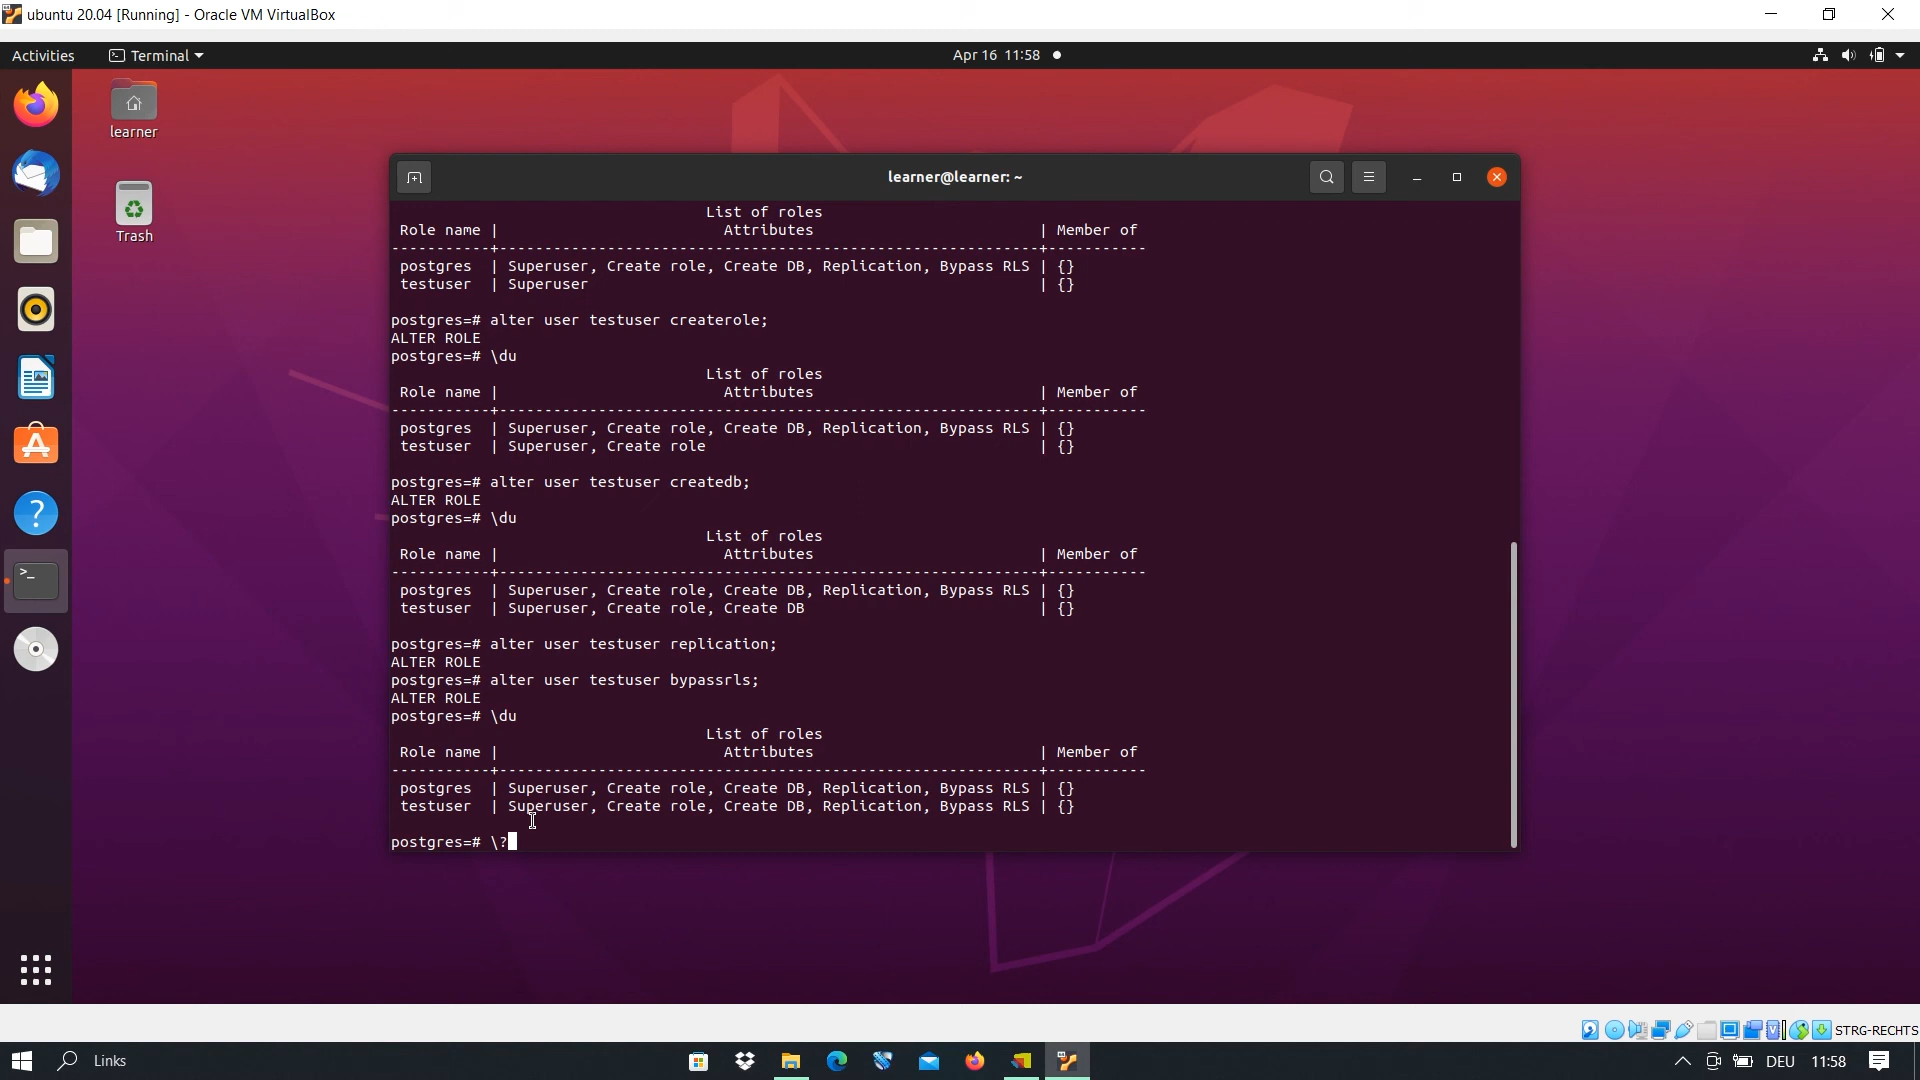 ubuntu 20.04 [Running] - Oracle VM VirtualBox
Activities Terminal Apr 16 11:58
learner
Trash
learner@learner: ~
List of roles
Role name | Attributes | Member of
-----------+------------------------------------------------------------+-----------
postgres | Superuser, Create role, Create DB, Replication, Bypass RLS | {}
testuser | Superuser | {}
postgres=# alter user testuser createrole;
ALTER ROLE
postgres=# \du
List of roles
Role name | Attributes | Member of
-----------+------------------------------------------------------------+-----------
postgres | Superuser, Create role, Create DB, Replication, Bypass RLS | {}
testuser | Superuser, Create role | {}
postgres=# alter user testuser createdb;
ALTER ROLE
postgres=# \du
List of roles
Role name | Attributes | Member of
-----------+------------------------------------------------------------+-----------
postgres | Superuser, Create role, Create DB, Replication, Bypass RLS | {}
testuser | Superuser, Create role, Create DB | {}
postgres=# alter user testuser replication;
ALTER ROLE
postgres=# alter user testuser bypassrls;
ALTER ROLE
postgres=# \du
List of roles
Role name | Attributes | Member of
-----------+------------------------------------------------------------+-----------
postgres | Superuser, Create role, Create DB, Replication, Bypass RLS | {}
testuser | Superuser, Create role, Create DB, Replication, Bypass RLS | {}
postgres=# \?
STRG-RECHTS
Links DEU 11:58